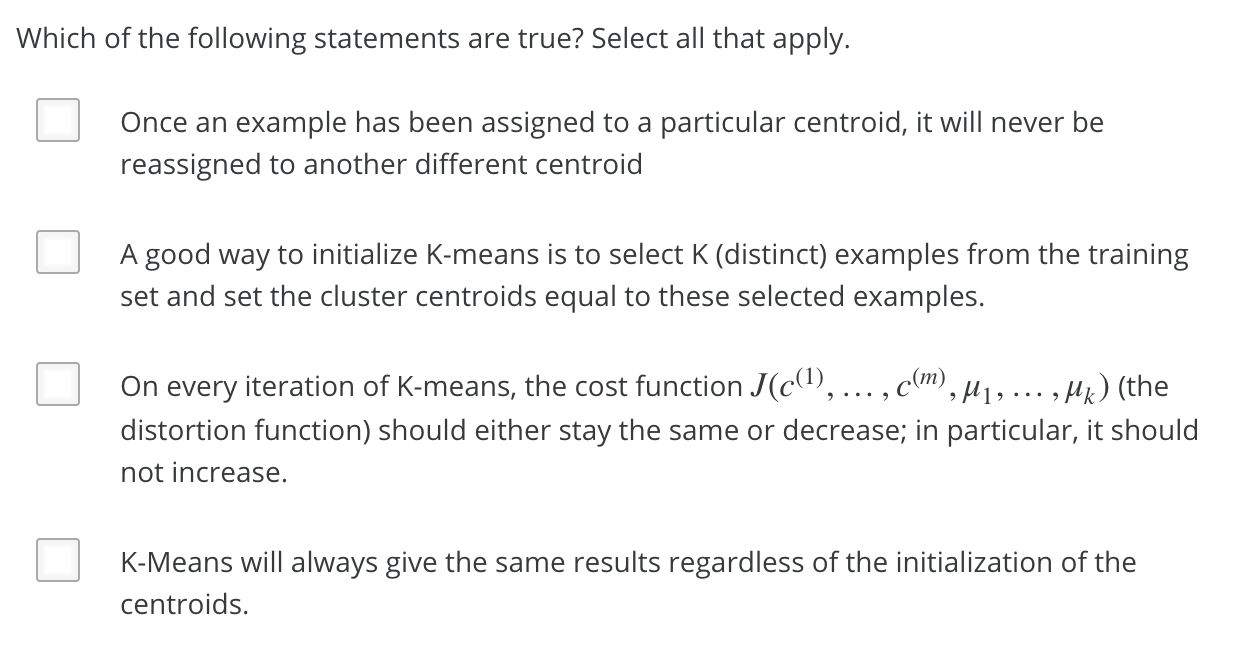 Which of the following statements are true? Select all that apply.
Once an example has been assigned to a particular centroid, it will never be
reassigned to another different centroid
A good way to initialize K-means is to select K (distinct) examples from the training
set and set the cluster centroids equal to these selected examples.
On every iteration of K-means, the cost function J(c⁽¹⁾, … , c⁽ᵐ⁾, μ₁, … , μₖ) (the
distortion function) should either stay the same or decrease; in particular, it should
not increase.
K-Means will always give the same results regardless of the initialization of the
centroids.